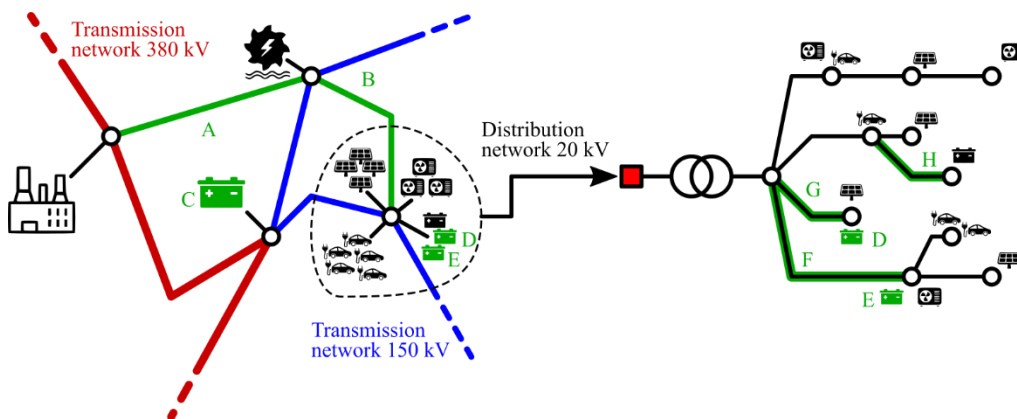 Transmission
network 380 kV
B
A
Distribution
network 20 kV
H
C
G
D
D
E
F
E
Transmission
network 150 kV